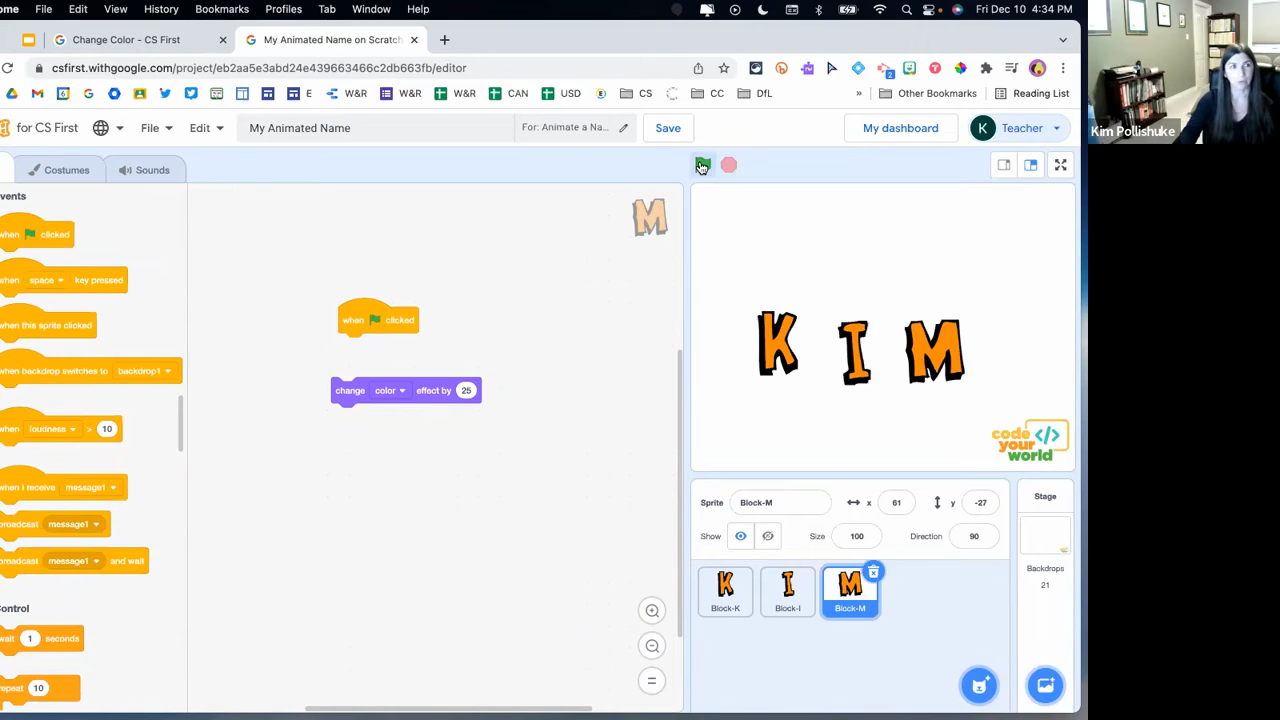 ome File Edit View History Bookmarks Profiles Tab Window Help Fri Dec 10 4:34 PM
Change Color - CS First My Animated Name on Scratch
csfirst.withgoogle.com/project/eb2aa5e3abd24e439663466c2db663fb/editor
E W&R W&R W&R CAN USD CS CC DfL » Other Bookmarks Reading List
for CS First File Edit My Animated Name For: Animate a Na... Save My dashboard K Teacher
Kim Pollishuke
Costumes Sounds
vents
when clicked
when space key pressed
when this sprite clicked
when backdrop switches to backdrop1
when loudness > 10
when I receive message1
broadcast message1
broadcast message1 and wait
Control
wait 1 seconds
repeat 10
M
when clicked
change color effect by 25
K I M
code
your
world
Sprite Block-M x 61 y -27
Show Size 100 Direction 90
Block-K Block-I Block-M
Stage
Backdrops
21